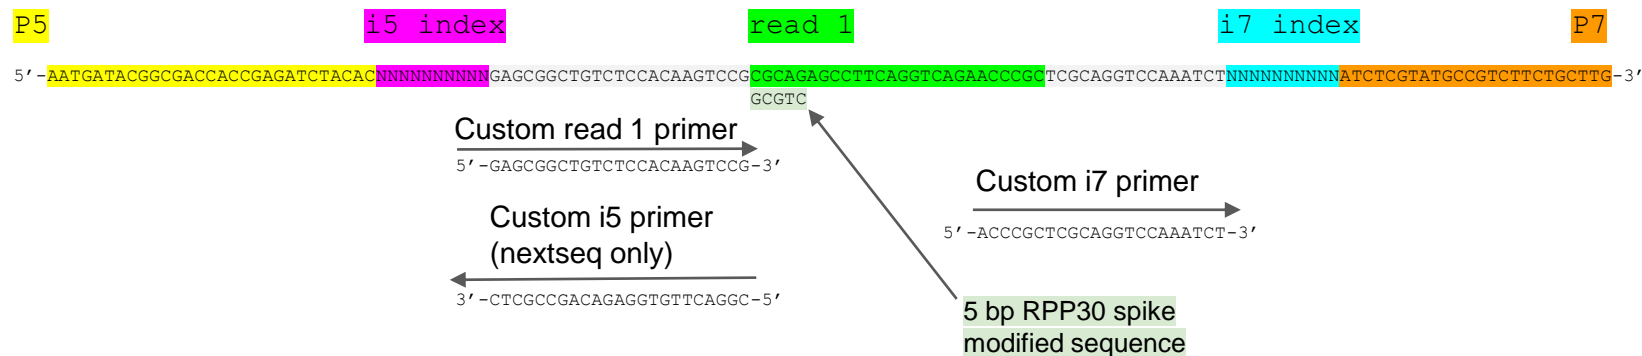 P5 i5 index read 1 i7 index P7
5’-AATGATACGGCGACCACCGAGATCTACACNNNNNNNNNNGAGCGGCTGTCTCCACAAGTCCGCGCAGAGCCTTCAGGTCAGAACCCGCTCGCAGGTCCAAATCTNNNNNNNNNNATCTCGTATGCCGTCTTCTGCTTG-3’
GCGTC
Custom read 1 primer
5’-GAGCGGCTGTCTCCACAAGTCCG-3’
Custom i7 primer
5’-ACCCGCTCGCAGGTCCAAATCT-3’
Custom i5 primer
(nextseq only)
3’-CTCGCCGACAGAGGTGTTCAGGC-5’
5 bp RPP30 spike
modified sequence